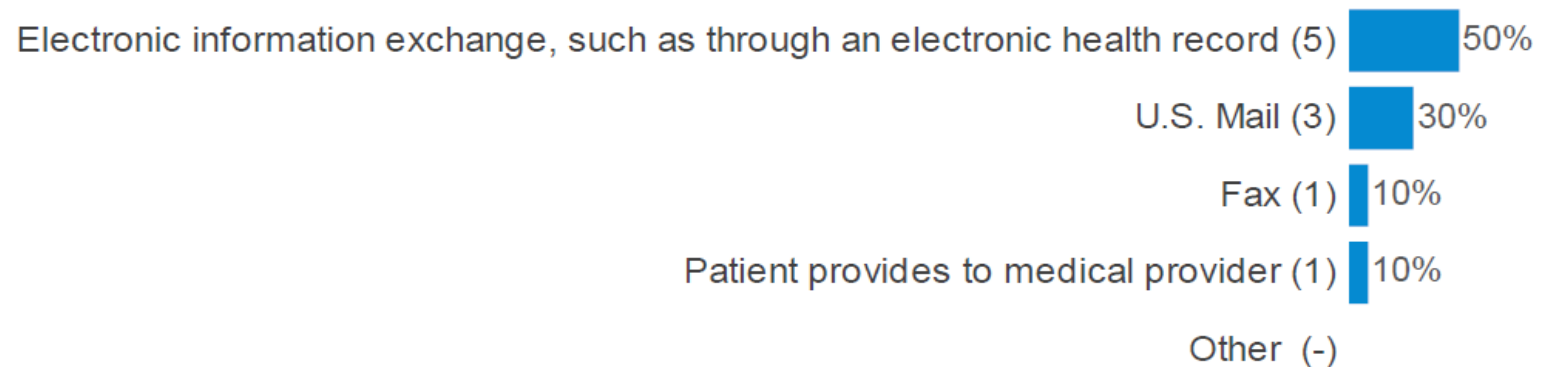 Electronic information exchange, such as through an electronic health record (5) 50%
U.S. Mail (3) 30%
Fax (1) 10%
Patient provides to medical provider (1) 10%
Other (-)